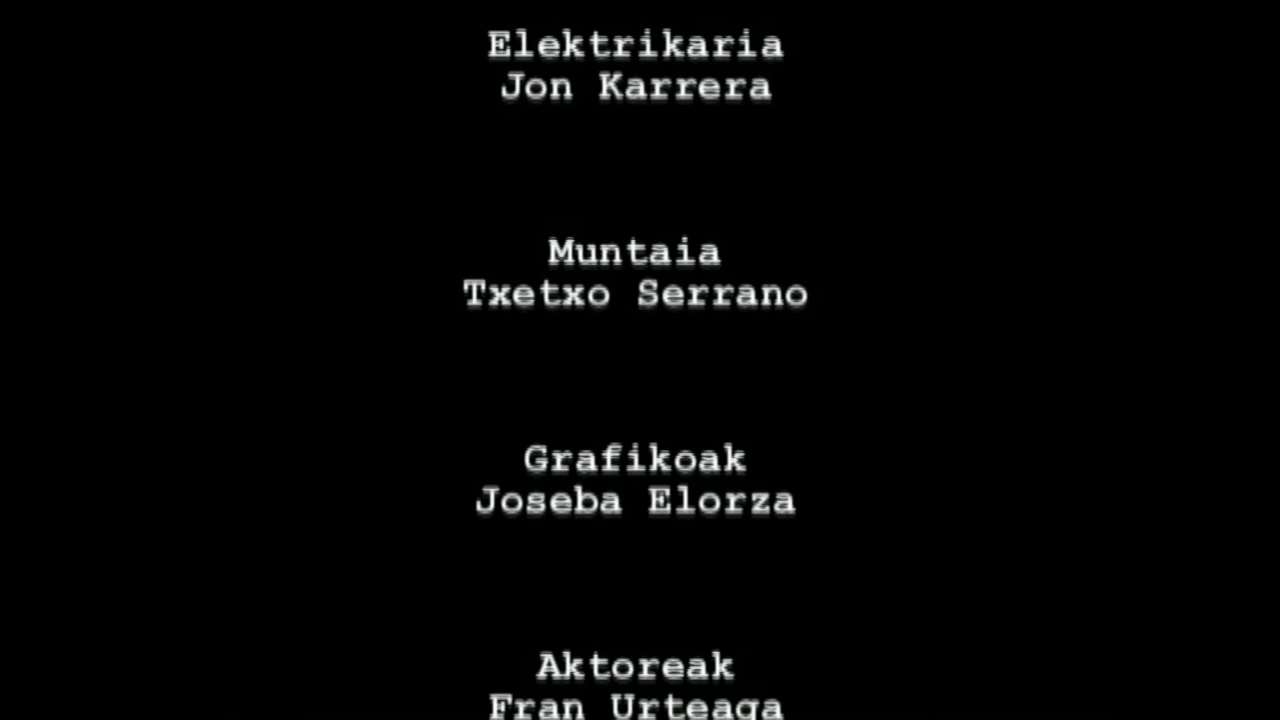 Elektrikaria
Jon Karrera
Muntaia
Txetxo Serrano
Grafikoak
Joseba Elorza
Aktoreak
Fran Urteaga